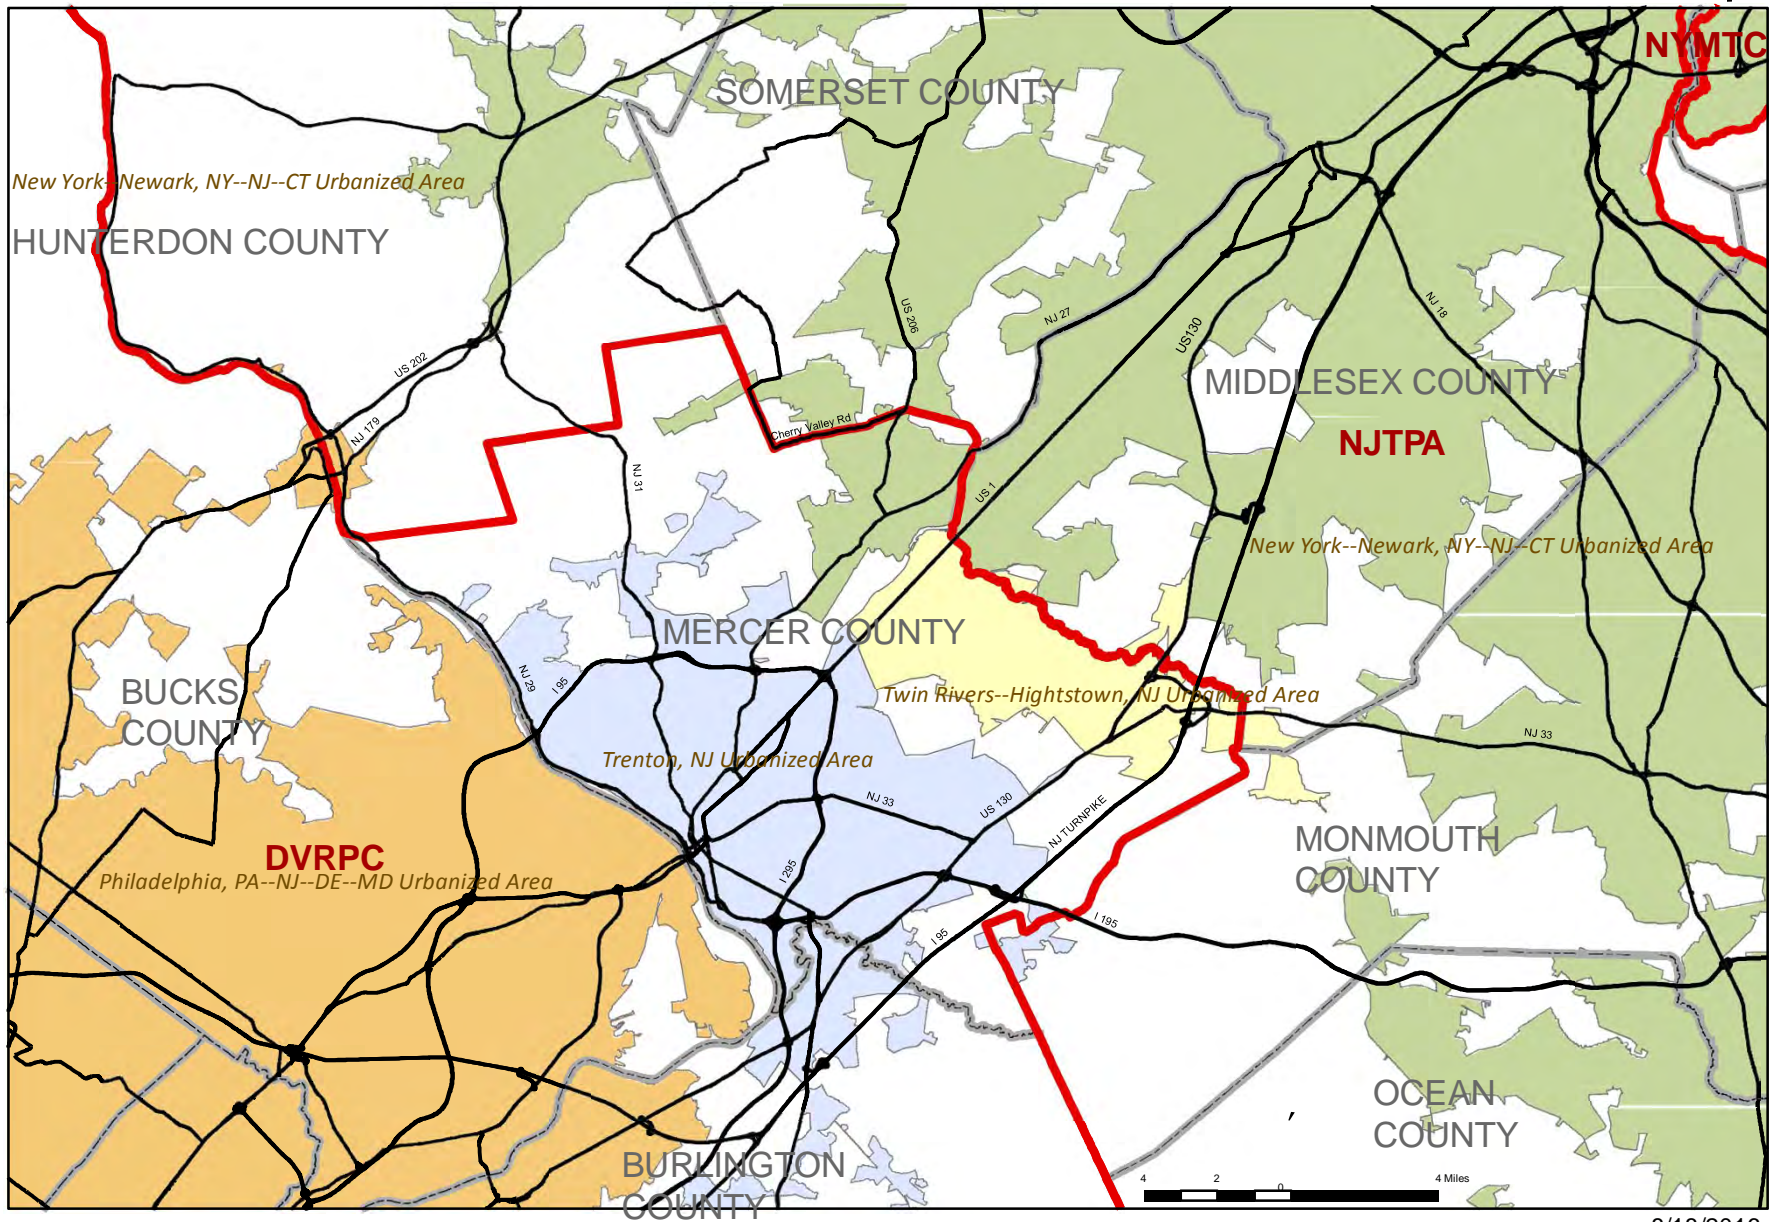 NYMTC
SOMERSET COUNTY
New York--Newark, NY--NJ--CT Urbanized Area
HUNTERDON COUNTY
US 206
NJ 27
NJ 18
US130
US 202
MIDDLESEX COUNTY
NJ 179
Cherry Valley Rd
NJTPA
NJ 31
US 1
New York--Newark, NY--NJ--CT Urbanized Area
MERCER COUNTY
NJ 29
I 95
BUCKS
COUNTY
Twin Rivers--Hightstown, NJ Urbanized Area
NJ 33
Trenton, NJ Urbanized Area
NJ 33
US 130
NJ TURNPIKE
MONMOUTH
COUNTY
DVRPC
Philadelphia, PA--NJ--DE--MD Urbanized Area
I 295
I 195
I 95
OCEAN
COUNTY
BURLINGTON
COUNTY
4 2 0 4 Miles